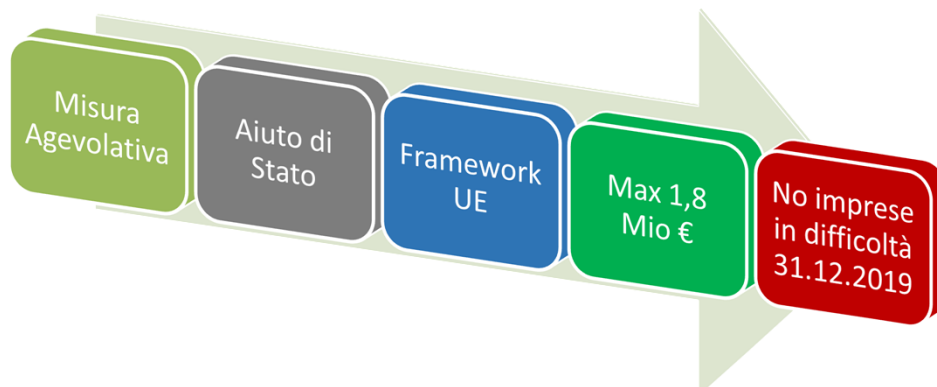 Misura
Agevolativa
Aiuto di
Stato
Framework
UE
Max 1,8
Mio €
No imprese
in difficoltà
31.12.2019